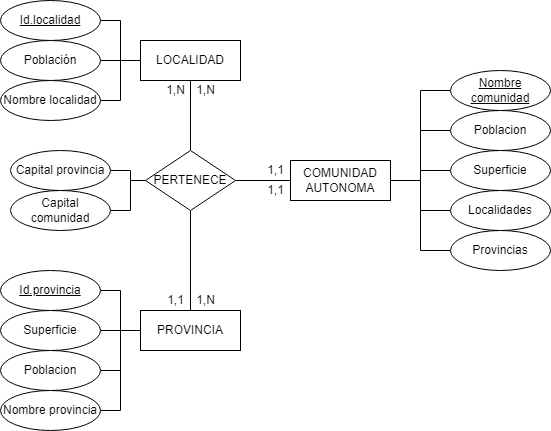 Id.localidad
Población
Nombre localidad
LOCALIDAD
1,N
1,N
Capital provincia
Capital
comunidad
PERTENECE
1,1
1,1
COMUNIDAD
AUTONOMA
Nombre
comunidad
Poblacion
Superficie
Localidades
Provincias
1,1
1,N
Id.provincia
Superficie
Poblacion
Nombre provincia
PROVINCIA